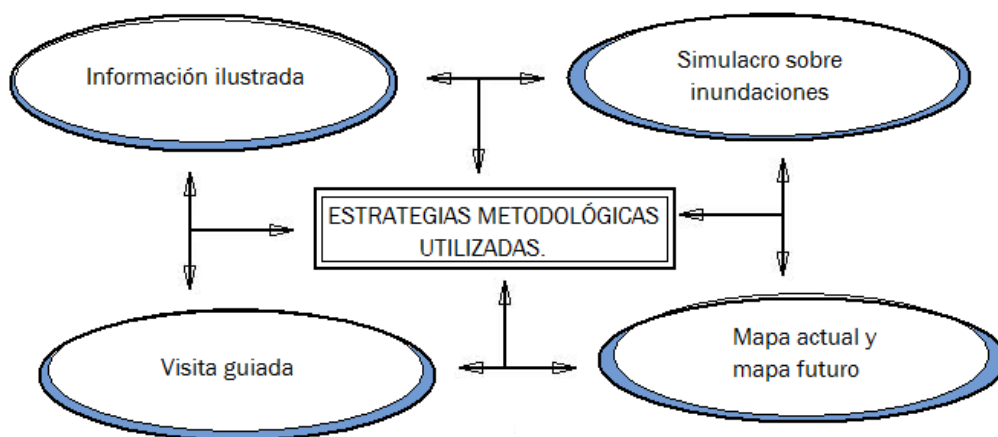 Información ilustrada
Simulacro sobre
inundaciones
ESTRATEGIAS METODOLÓGICAS
UTILIZADAS.
Visita guiada
Mapa actual y
mapa futuro